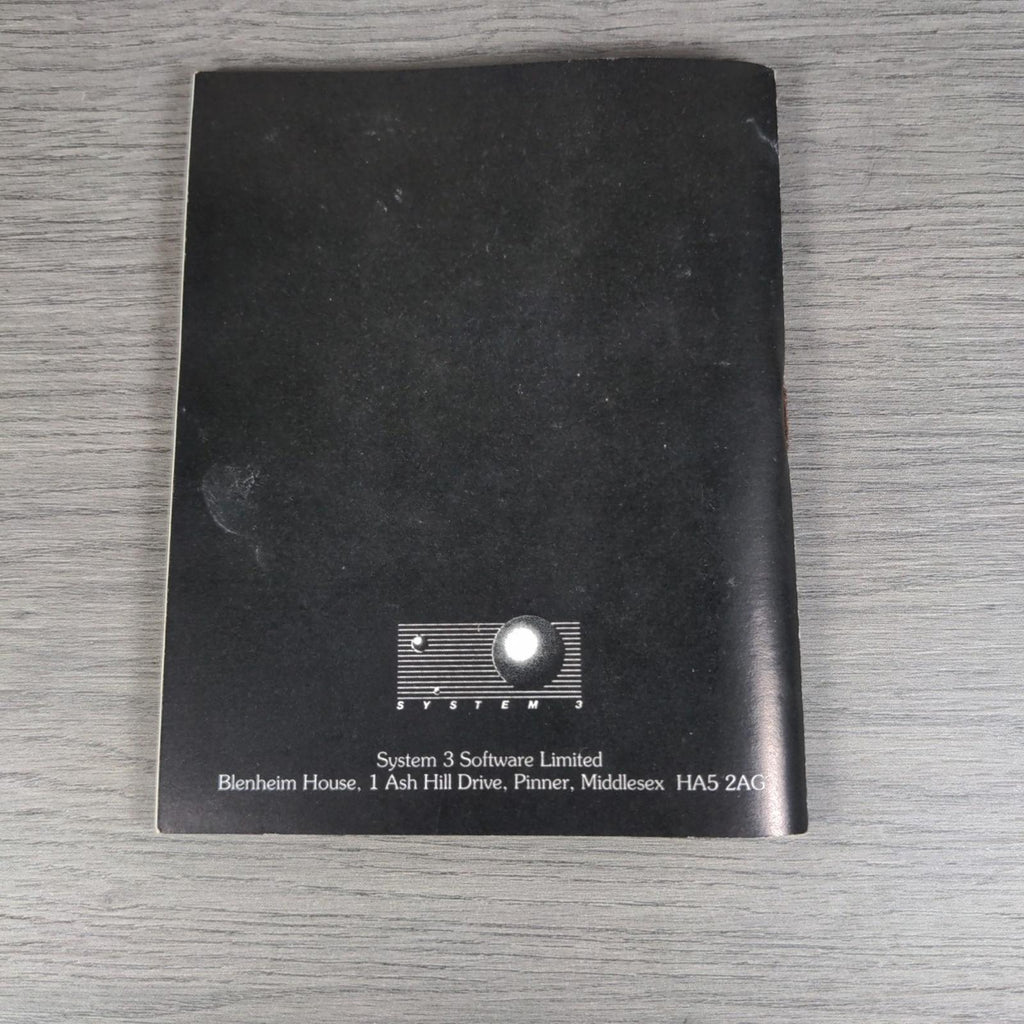 SYSTEM 3
System 3 Software Limited
Blenheim House, 1 Ash Hill Drive, Pinner, Middlesex HA5 2AG